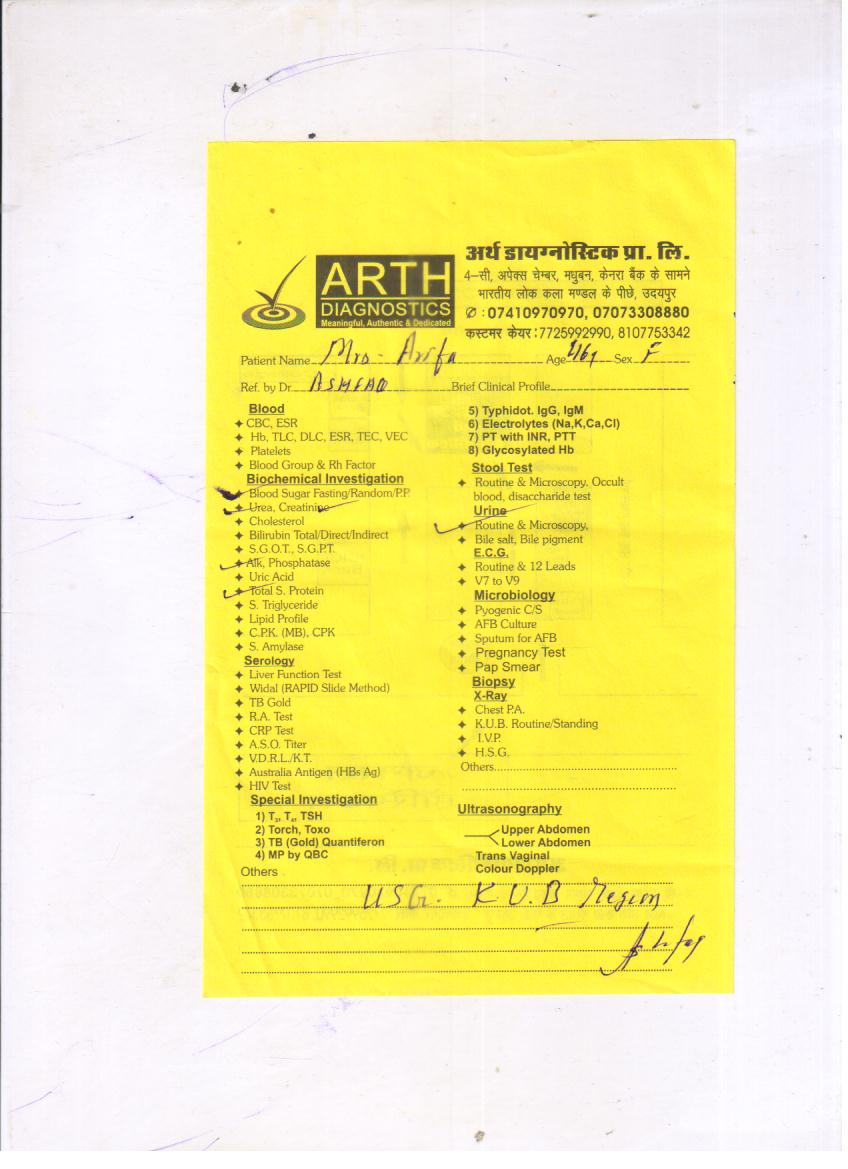 ARTH
DIAGNOSTICS
Meaningful, Authentic & Dedicated
अर्थ डायग्नोस्टिक प्रा. लि.
4–सी, अपेक्स चेम्बर, मधुबन, केनरा बैंक के सामने
भारतीय लोक कला मण्डल के पीछे, उदयपुर
✆ : 07410970970, 07073308880
कस्टमर केयर : 7725992990, 8107753342
Patient Name Mrs- Arifa Age Sex F
Ref. by Dr. ASHFAQ Brief Clinical Profile
Blood
CBC, ESR
Hb, TLC, DLC, ESR, TEC, VEC
Platelets
Blood Group & Rh Factor
Biochemical Investigation
Blood Sugar Fasting/Random/P.P.
Urea, Creatinine
Cholesterol
Bilirubin Total/Direct/Indirect
S.G.O.T., S.G.P.T.
Alk, Phosphatase
Uric Acid
Total S. Protein
S. Triglyceride
Lipid Profile
C.P.K. (MB), CPK
S. Amylase
Serology
Liver Function Test
Widal (RAPID Slide Method)
TB Gold
R.A. Test
CRP Test
A.S.O. Titer
V.D.R.L./K.T.
Australia Antigen (HBs Ag)
HIV Test
Special Investigation
1) T3, T4, TSH
2) Torch, Toxo
3) TB (Gold) Quantiferon
4) MP by QBC
5) Typhidot. IgG, IgM
6) Electrolytes (Na,K,Ca,Cl)
7) PT with INR, PTT
8) Glycosylated Hb
Stool Test
Routine & Microscopy, Occult
blood, disaccharide test
Urine
Routine & Microscopy,
Bile salt, Bile pigment
E.C.G.
Routine & 12 Leads
V7 to V9
Microbiology
Pyogenic C/S
AFB Culture
Sputum for AFB
Pregnancy Test
Pap Smear
Biopsy
X-Ray
Chest P.A.
K.U.B. Routine/Standing
I.V.P.
H.S.G.
Others
Ultrasonography
Upper Abdomen
Lower Abdomen
Trans Vaginal
Colour Doppler
Others
USG. K U B Region